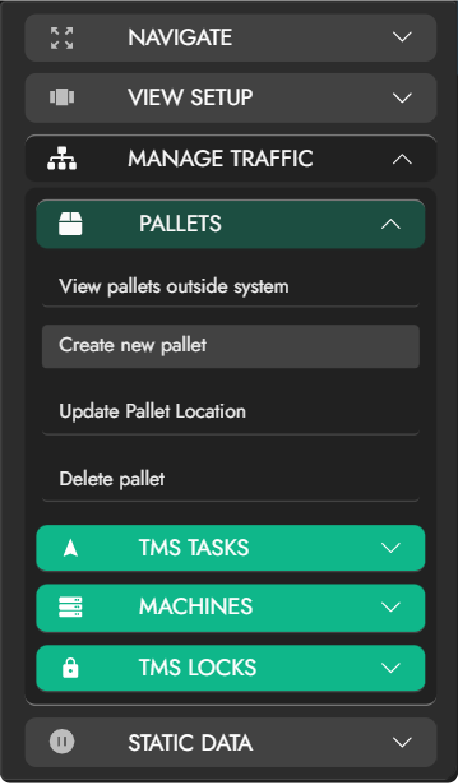 NAVIGATE
VIEW SETUP
MANAGE TRAFFIC
PALLETS
View pallets outside system
Create new pallet
Update Pallet Location
Delete pallet
TMS TASKS
MACHINES
TMS LOCKS
STATIC DATA